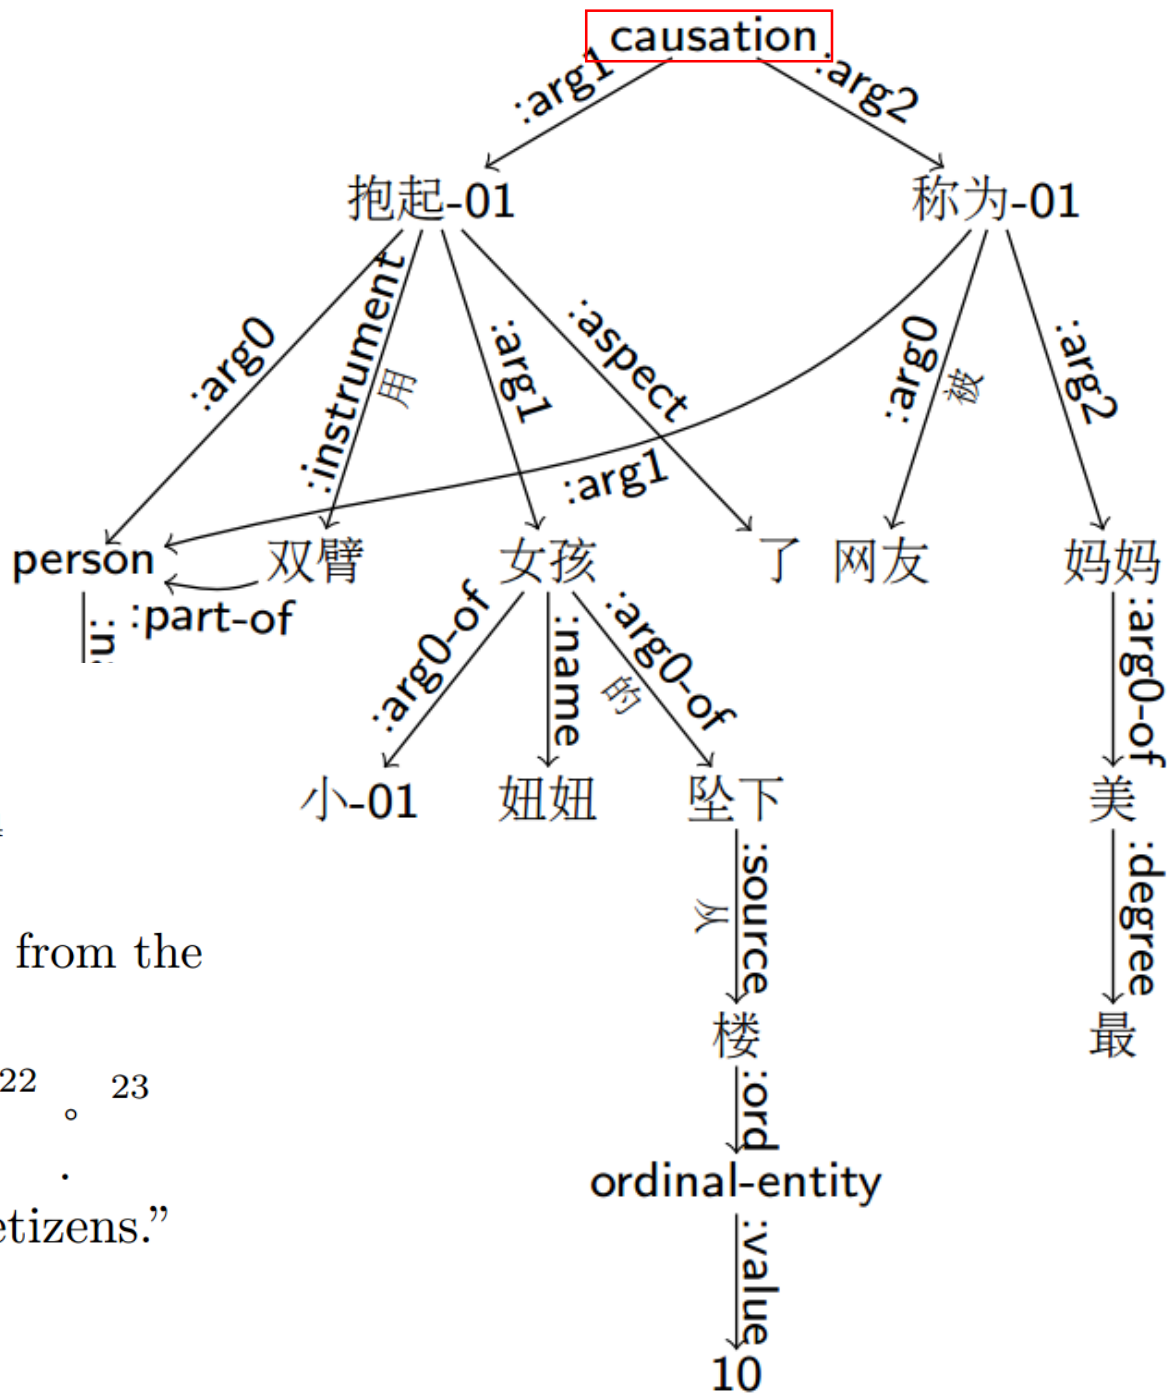 causation
:arg1
:arg2
抱起-01
称为-01
:arg0
:instrument
用
:arg1
:aspect
:arg1
:arg0
被
:arg2
person
双臂
女孩
了
网友
妈妈
:part-of
:arg0-of
:name
:arg0-of
的
:arg0-of
小-01
妞妞
坠下
美
:source
从
:degree
from the
楼
最
22 。 23
:ord
.
ordinal-entity
etizens.”
:value
10